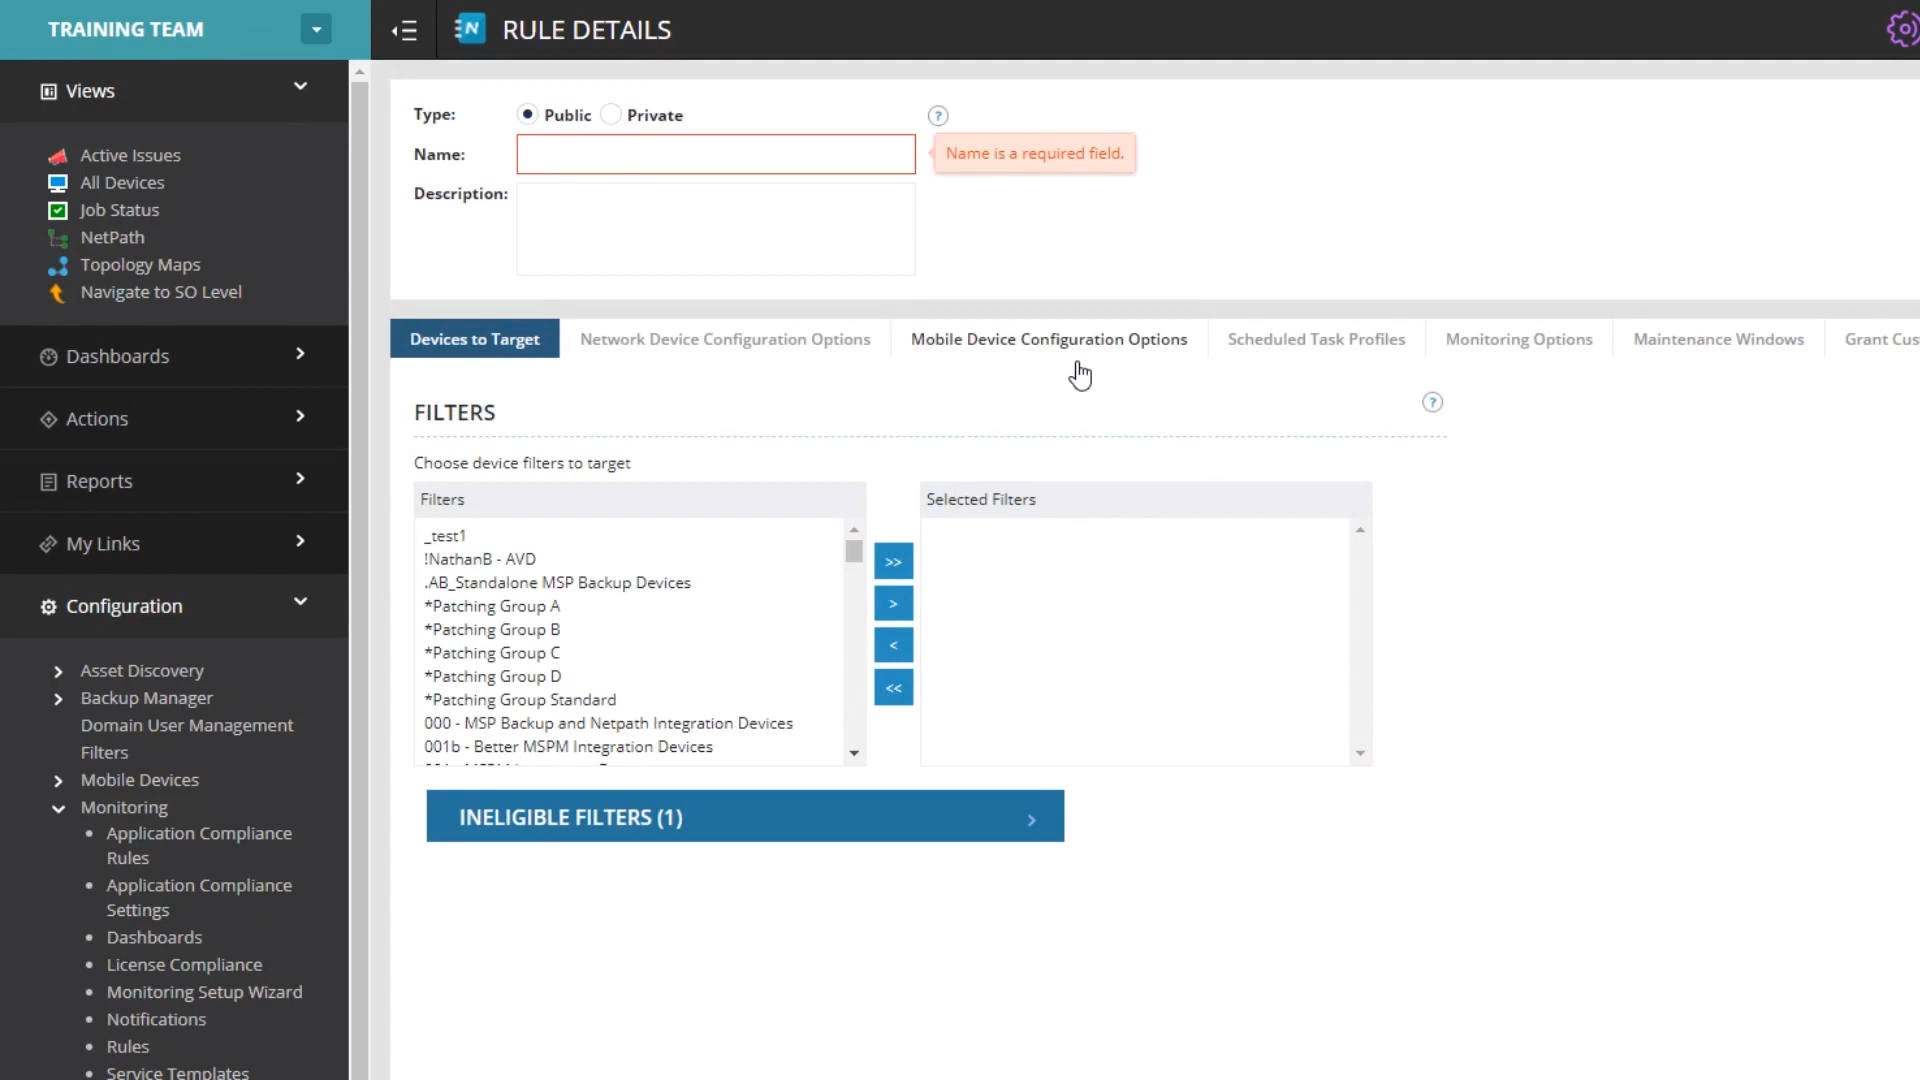 TRAINING TEAM
N
RULE DETAILS
Views
Active Issues
All Devices
Job Status
NetPath
Topology Maps
Navigate to SO Level
Dashboards
Actions
Reports
My Links
Configuration
Asset Discovery
Backup Manager
Domain User Management
Filters
Mobile Devices
Monitoring
Application Compliance
Rules
Application Compliance
Settings
Dashboards
License Compliance
Monitoring Setup Wizard
Notifications
Rules
Service Templates
Type: Public Private ?
Name: Name is a required field.
Description:
Devices to Target Network Device Configuration Options Mobile Device Configuration Options Scheduled Task Profiles Monitoring Options Maintenance Windows Grant Cus
FILTERS ?
Choose device filters to target
Filters
_test1
!NathanB - AVD
.AB_Standalone MSP Backup Devices
*Patching Group A
*Patching Group B
*Patching Group C
*Patching Group D
*Patching Group Standard
000 - MSP Backup and Netpath Integration Devices
001b - Better MSPM Integration Devices
>>
>
<
<<
Selected Filters
INELIGIBLE FILTERS (1) >